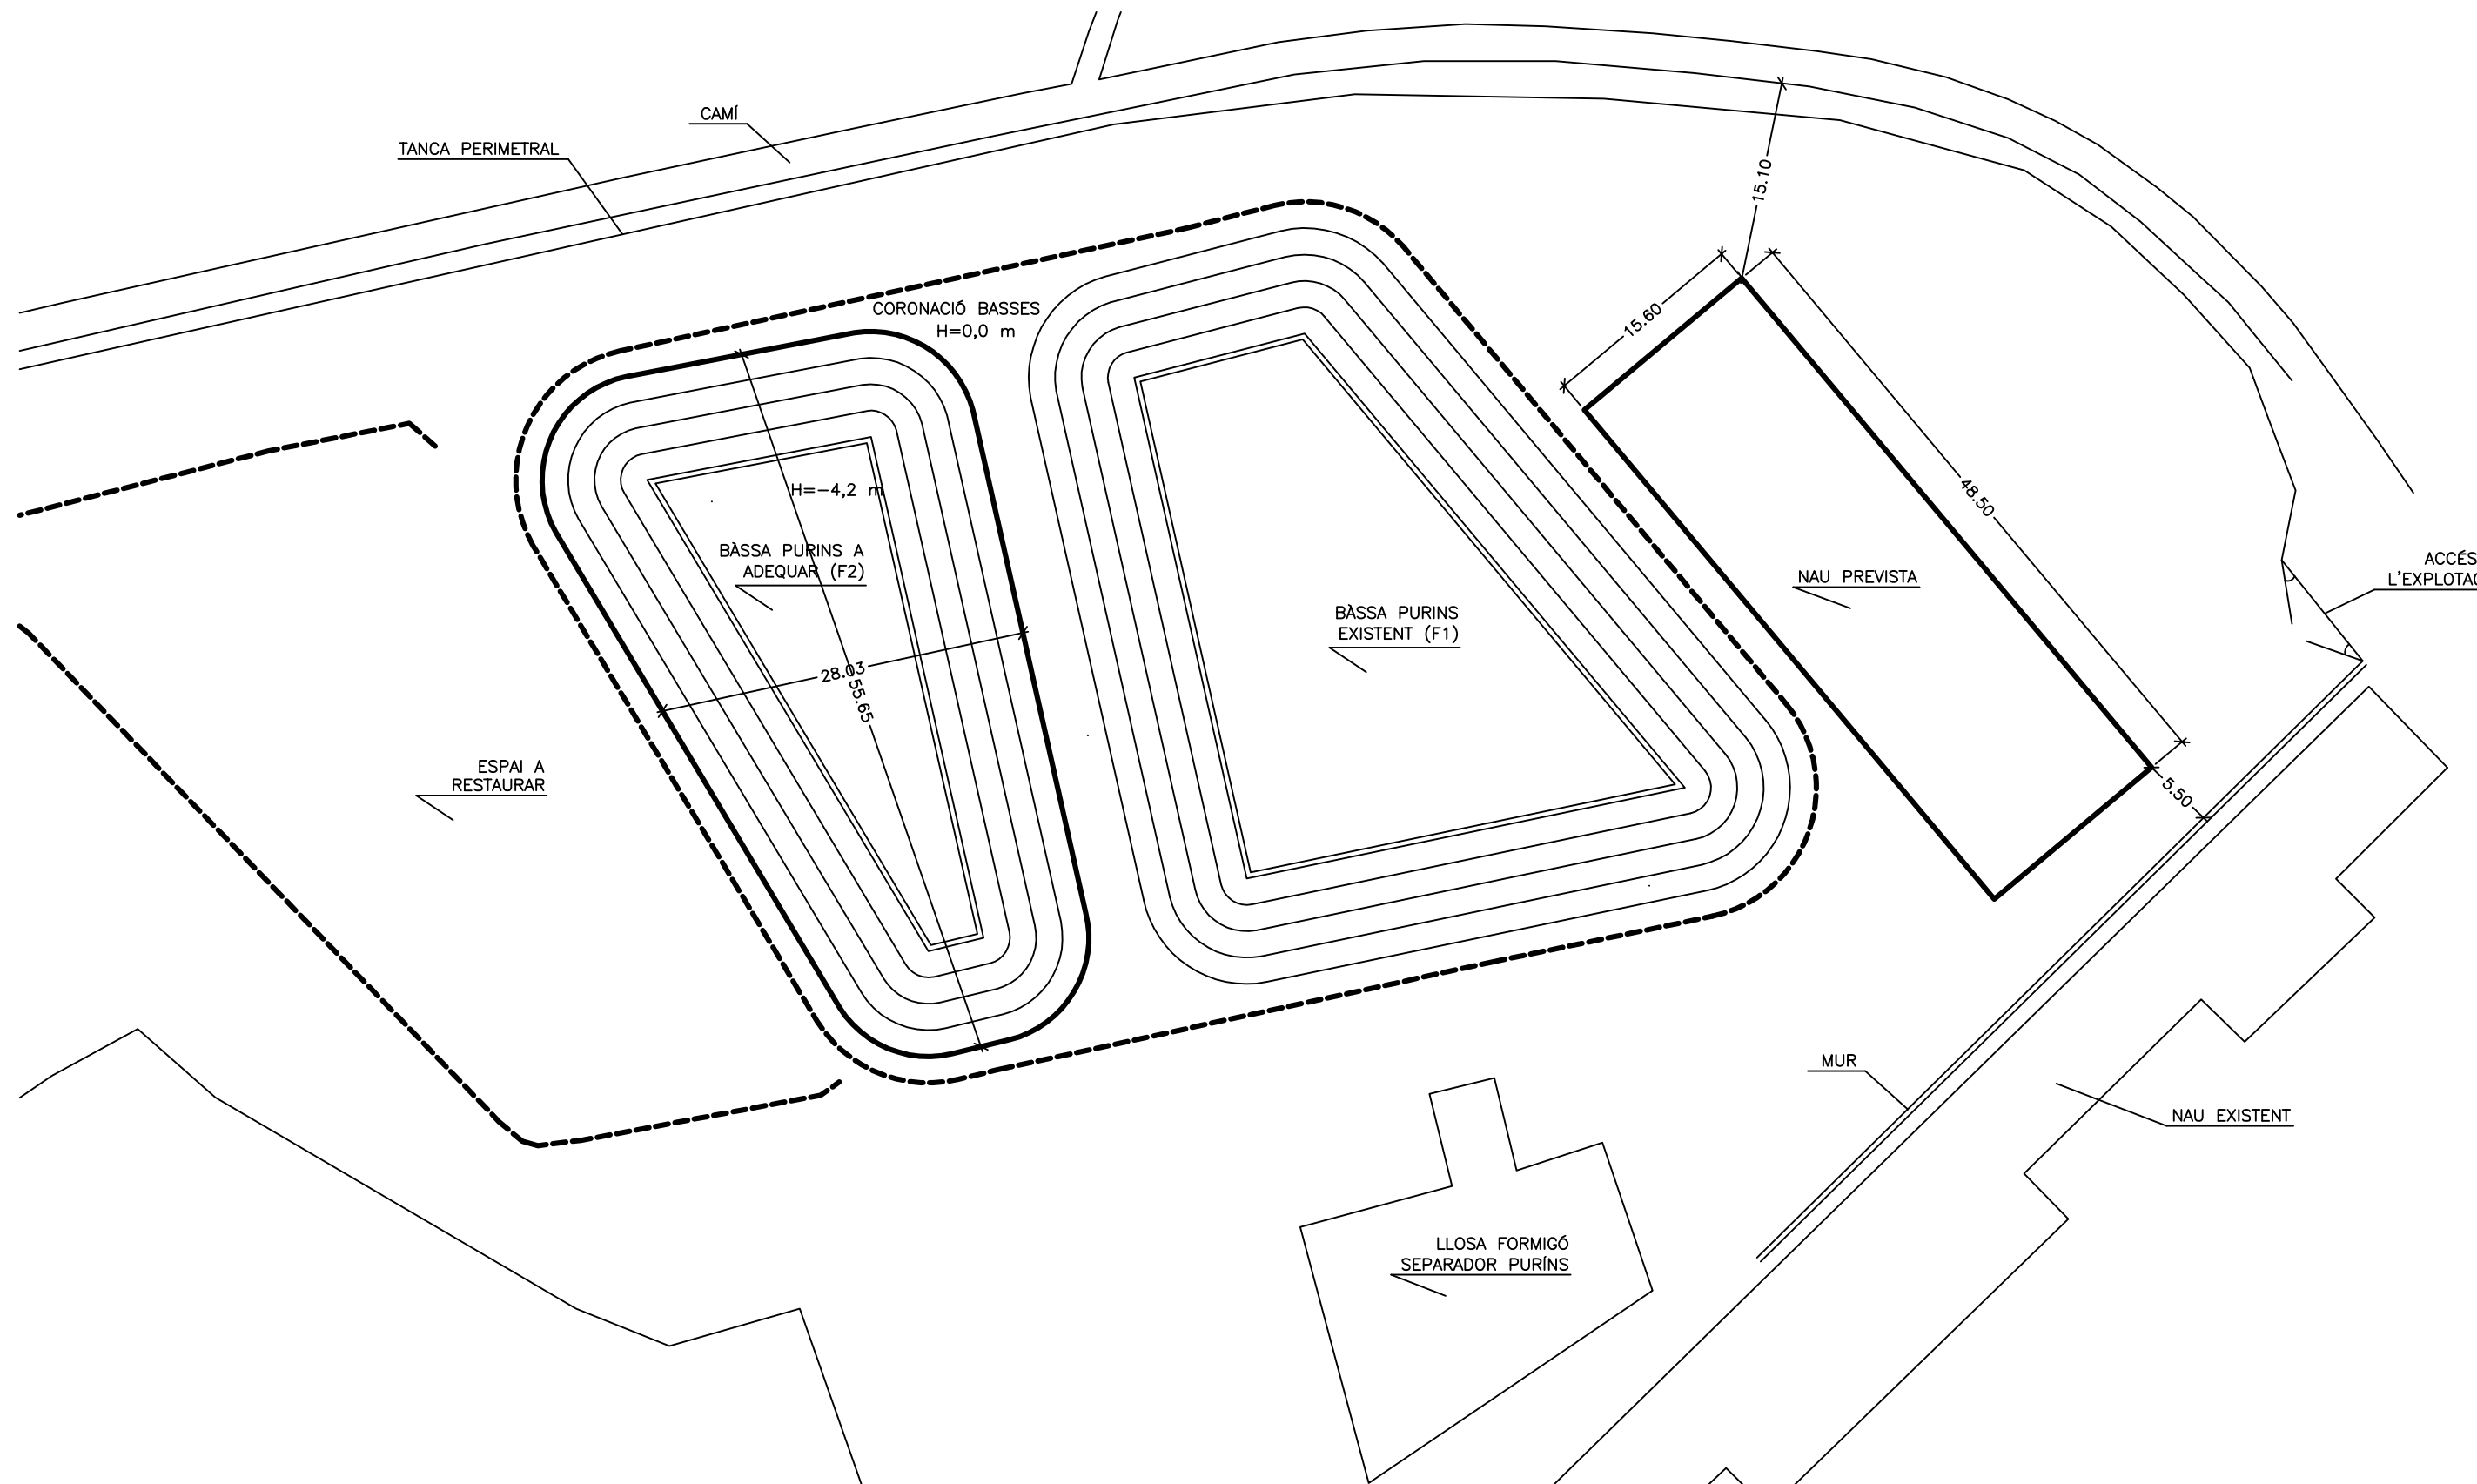 CAMÍ
TANCA PERIMETRAL
15.10
CORONACIÓ BASSES
H=0,0 m
15.60
H=-4,2 m
48.50
BÀSSA PURINS A
ADEQUAR (F2)
NAU PREVISTA
ACCÉS
L'EXPLOTAC
BÀSSA PURINS
EXISTENT (F1)
28.03
55.65
ESPAI A
RESTAURAR
5.50
MUR
NAU EXISTENT
LLOSA FORMIGÓ
SEPARADOR PURÍNS